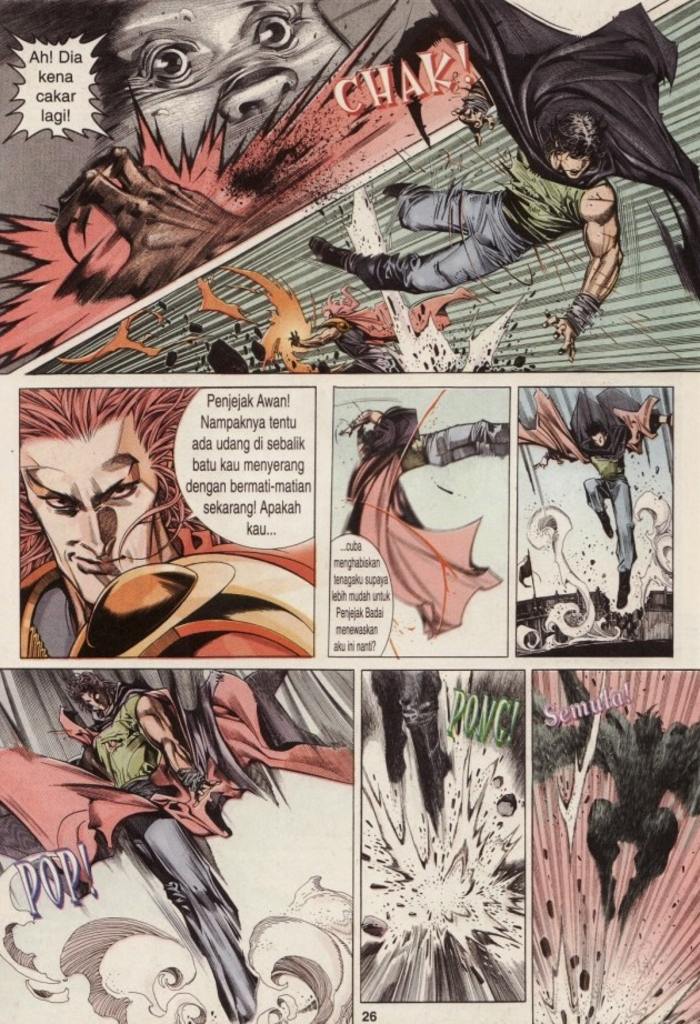 Ah! Dia
kena
cakar
lagi!
CHAK!
Penjejak Awan!
Nampaknya tentu
ada udang di sebalik
batu kau menyerang
dengan bermati-matian
sekarang! Apakah
kau...
...cuba
menghabiskan
tenagaku supaya
lebih mudah untuk
Penjejak Badai
menewaskan
aku ini nanti?
POP!
PONG!
Semula!
26